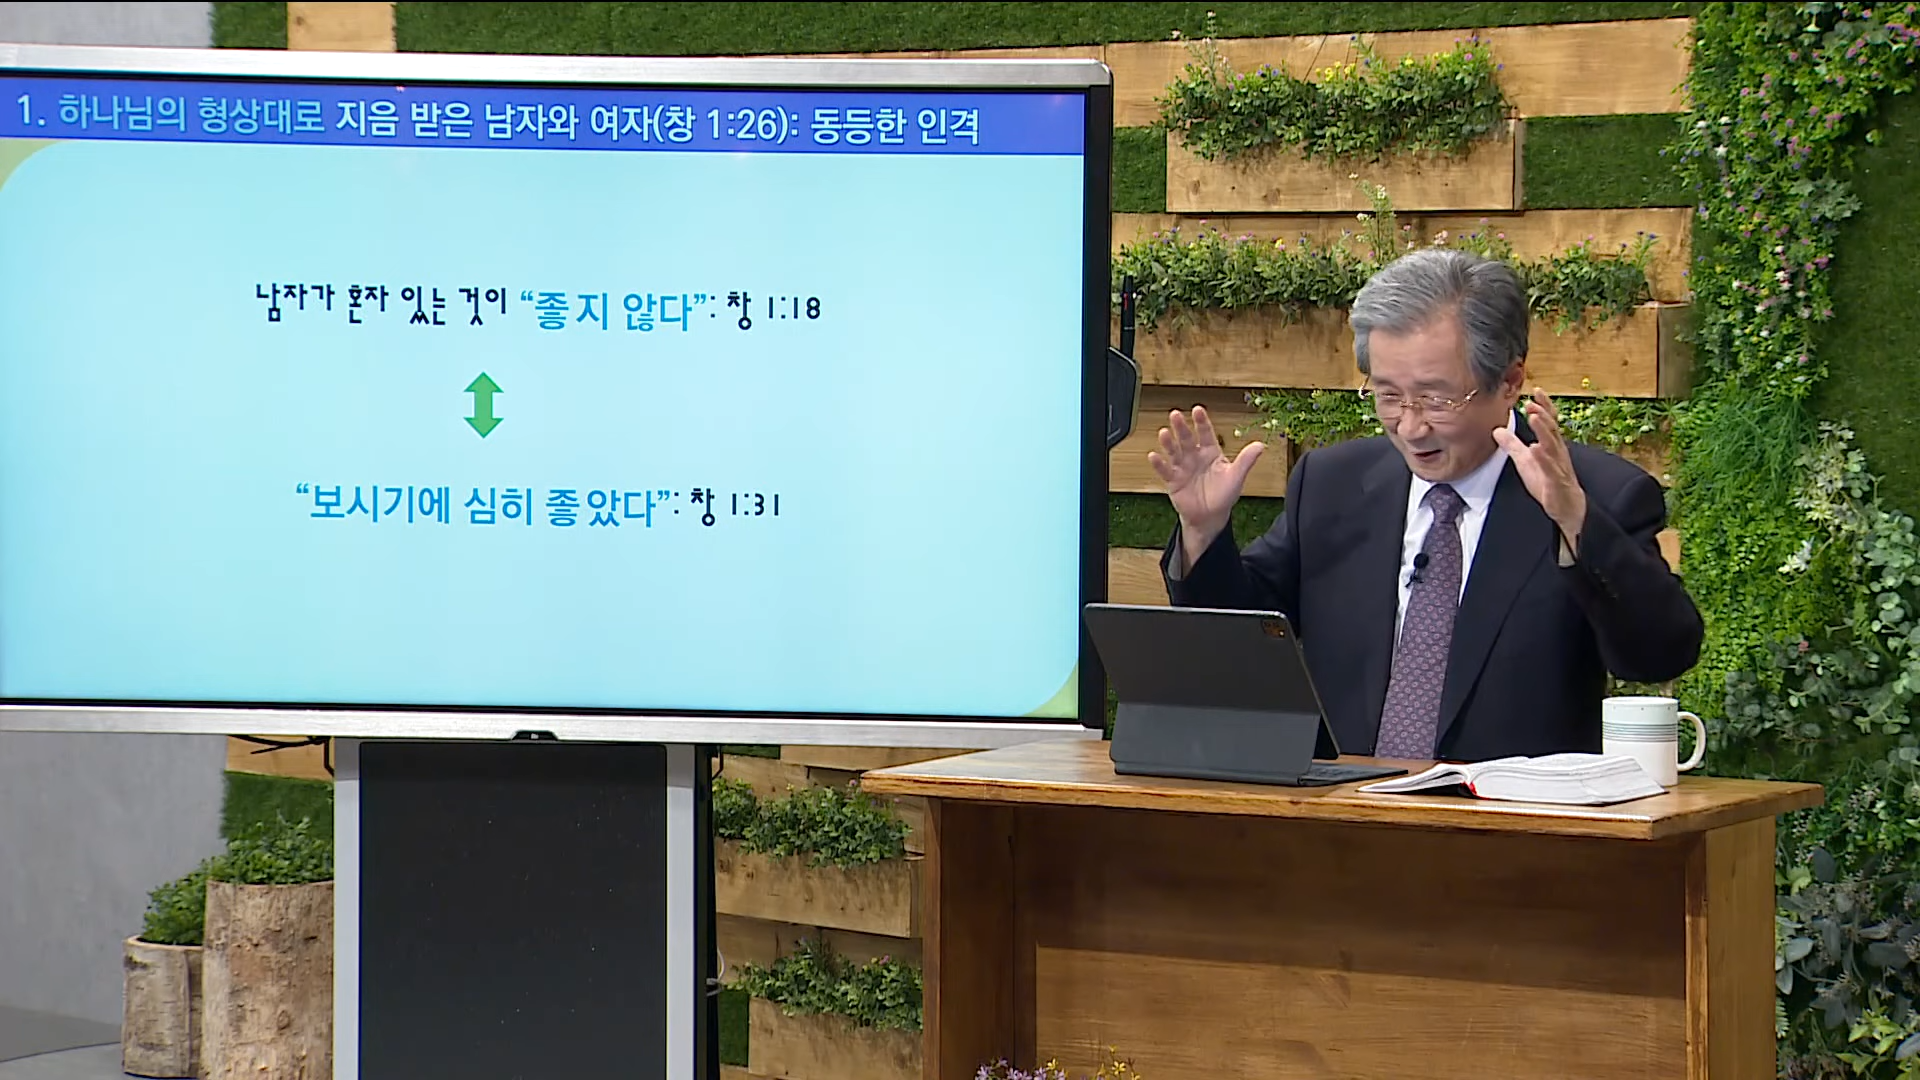 1. 하나님의 형상대로 지음 받은 남자와 여자(창 1:26): 동등한 인격
남자가 혼자 있는 것이 “좋지 않다”: 창 1:18
“보시기에 심히 좋았다”: 창 1:31